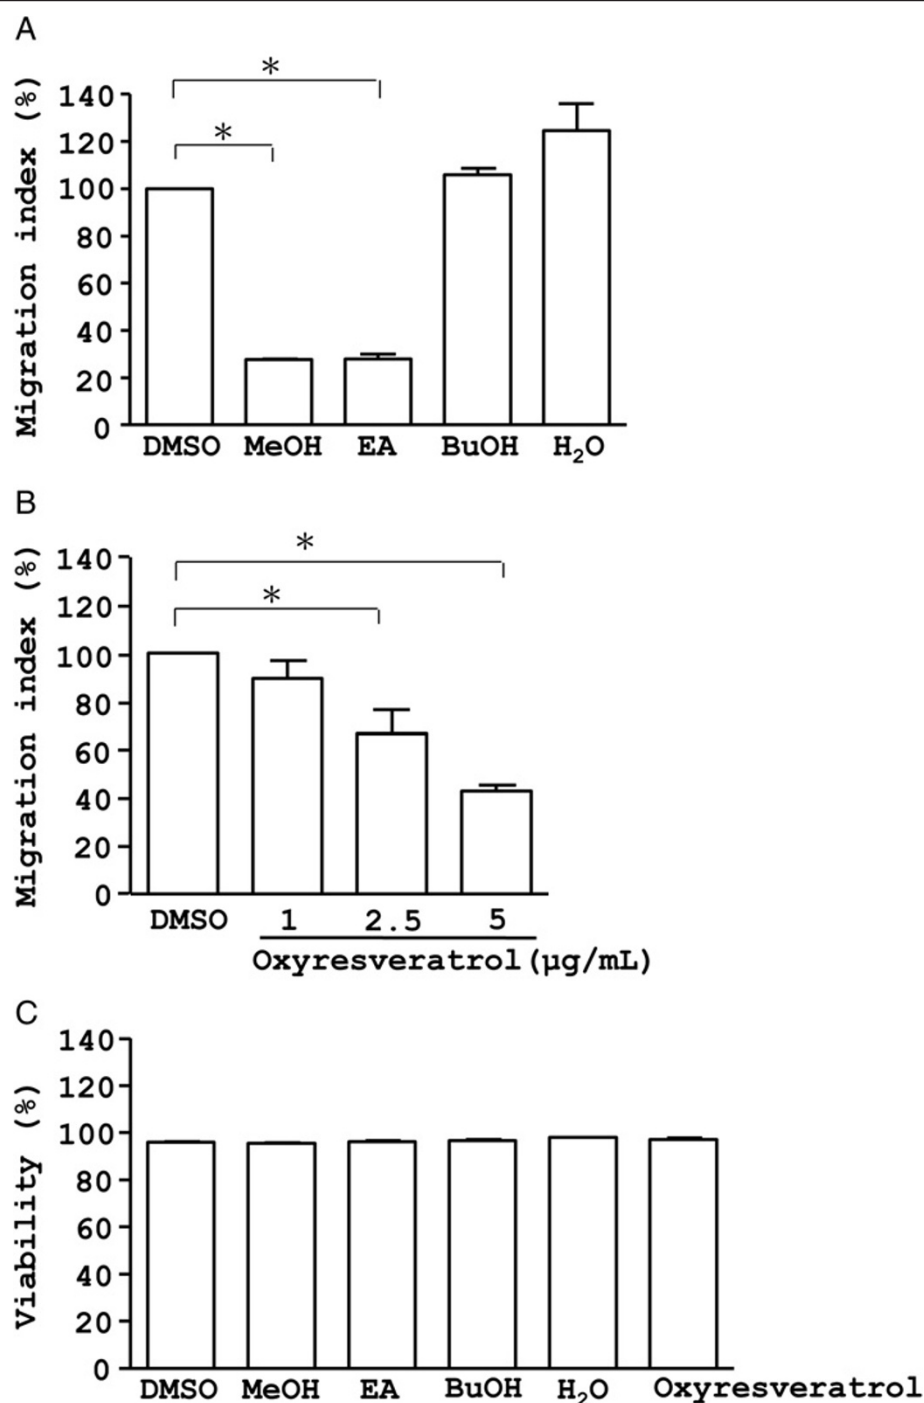 A
*
*
Migration index (%)
140
120
100
80
60
40
20
0
DMSO MeOH EA BuOH H₂O
B
*
*
Migration index (%)
140
120
100
80
60
40
20
0
DMSO 1 2.5 5
Oxyresveratrol (µg/mL)
C
Viability (%)
140
120
100
80
60
40
20
0
DMSO MeOH EA BuOH H₂O Oxyresveratrol